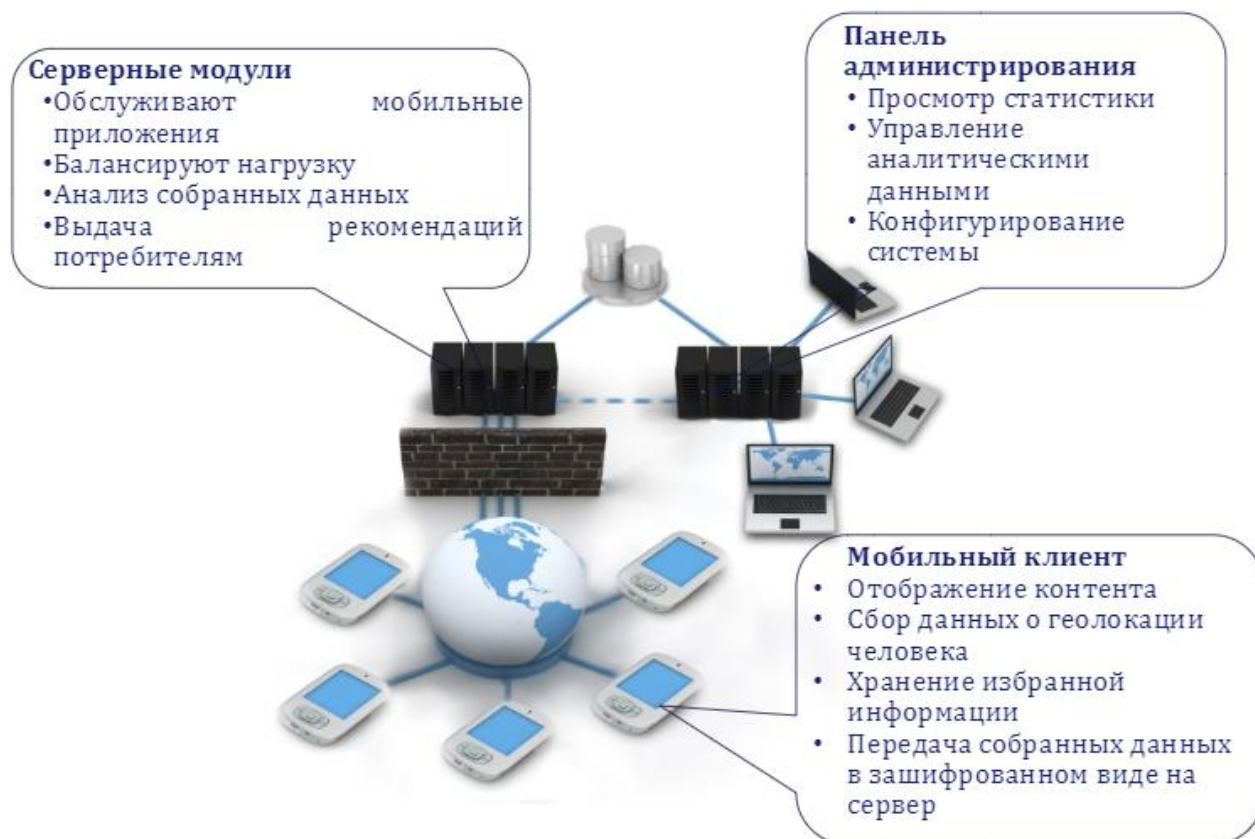 Серверные модули
•Обслуживают мобильные
приложения
•Балансируют нагрузку
•Анализ собранных данных
•Выдача рекомендаций
потребителям
Панель
администрирования
• Просмотр статистики
• Управление
аналитическими
данными
• Конфигурирование
системы
Мобильный клиент
• Отображение контента
• Сбор данных о геолокации
человека
• Хранение избранной
информации
• Передача собранных данных
в зашифрованном виде на
сервер